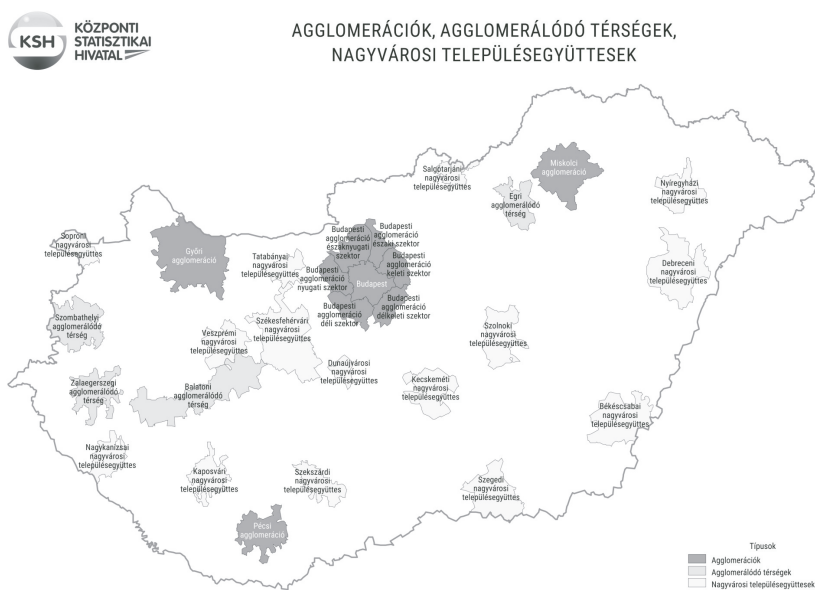 KSH
KÖZPONTI
STATISZTIKAI
HIVATAL
AGGLOMERÁCIÓK, AGGLOMERÁLÓDÓ TÉRSÉGEK,
NAGYVÁROSI TELEPÜLÉSEGYÜTTESEK
Salgótarjáni
nagyvárosi
településegyüttes
Miskolci
agglomeráció
Egri
agglomerálódó
térség
Nyíregyházi
nagyvárosi
településegyüttes
Soproni
nagyvárosi
településegyüttes
Győri
agglomeráció
Tatabányai
nagyvárosi
településegyüttes
Budapesti
agglomeráció
északnyugati
szektor
Budapesti
agglomeráció
északi szektor
Budapesti
agglomeráció
keleti szektor
Budapesti
agglomeráció
nyugati szektor
Budapest
Budapesti
agglomeráció
déli szektor
Budapesti
agglomeráció
délkeleti szektor
Debreceni
nagyvárosi
településegyüttes
Szombathelyi
agglomerálódó
térség
Veszprémi
nagyvárosi
településegyüttes
Székesfehérvári
nagyvárosi
településegyüttes
Szolnoki
nagyvárosi
településegyüttes
Zalaegerszegi
agglomerálódó
térség
Balatoni
agglomerálódó
térség
Dunaújvárosi
nagyvárosi
településegyüttes
Kecskeméti
nagyvárosi
településegyüttes
Békéscsabai
nagyvárosi
településegyüttes
Nagykanizsai
nagyvárosi
településegyüttes
Kaposvári
nagyvárosi
településegyüttes
Szekszárdi
nagyvárosi
településegyüttes
Szegedi
nagyvárosi
településegyüttes
Pécsi
agglomeráció
Típusok
Agglomerációk
Agglomerálódó térségek
Nagyvárosi településegyüttesek